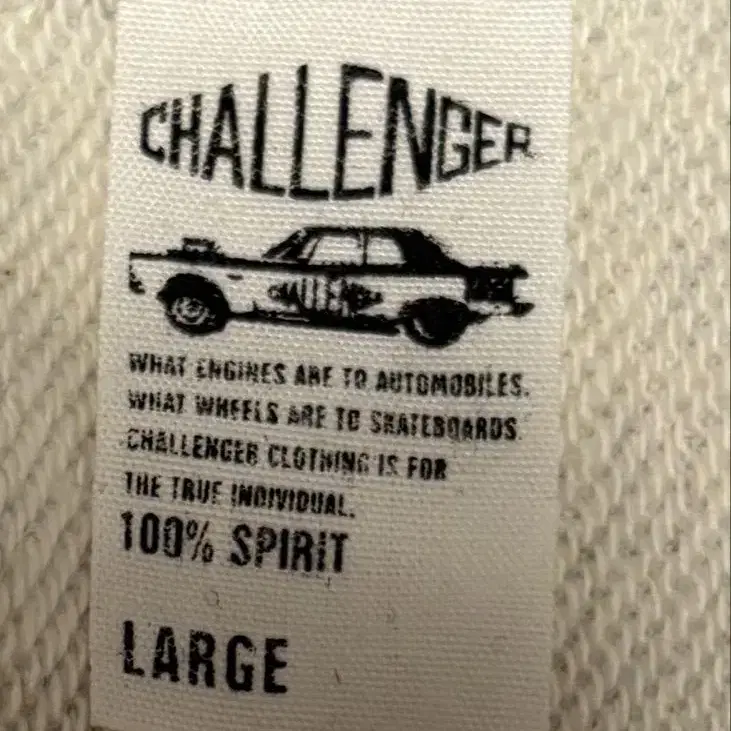 CHALLENGER
CHALLENGER
WHAT ENGINES ARE TO AUTOMOBILES.
WHAT WHEELS ARE TO SKATEBOARDS.
CHALLENGER CLOTHING IS FOR
THE TRUE INDIVIDUAL.
100% SPIRIT
LARGE